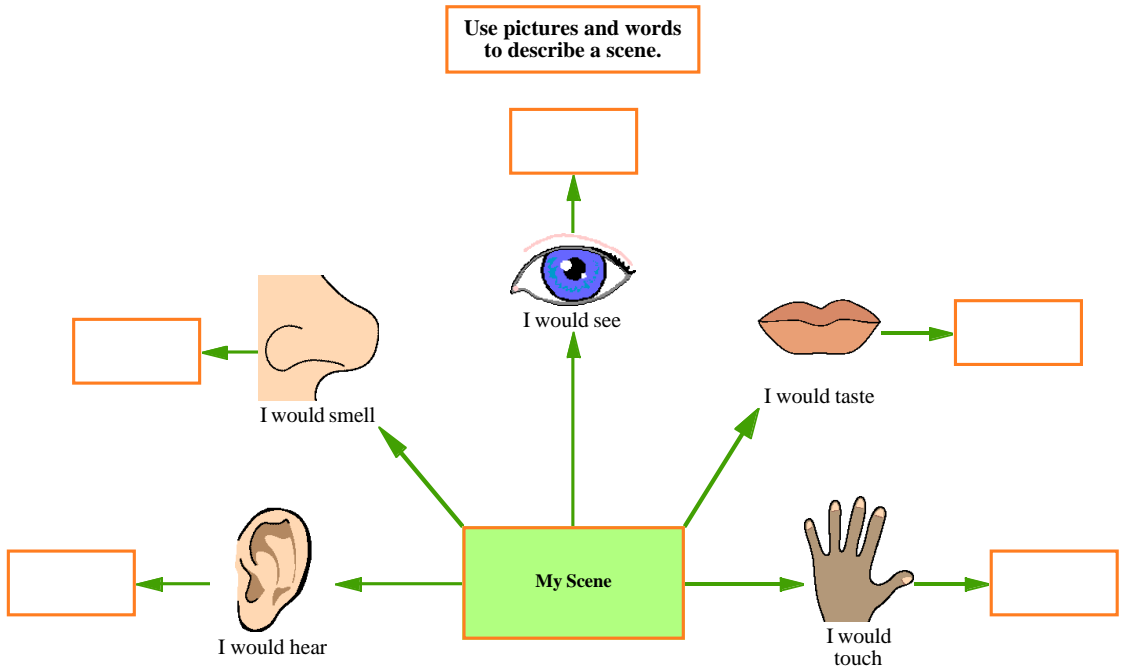 Use pictures and words
to describe a scene.
I would see
I would taste
I would smell
My Scene
I would hear
I would
touch